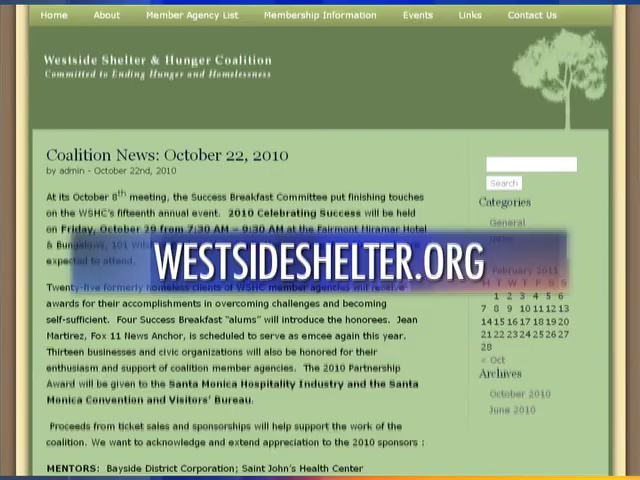 Home About Member Agency List Membership Information Events Links Contact Us
Westside Shelter & Hunger Coalition
Committed to Ending Hunger and Homelessness
Coalition News: October 22, 2010
by admin - October 22nd, 2010
At its October 8th meeting, the Success Breakfast Committee put finishing touches
on the WSHC's fifteenth annual event. 2010 Celebrating Success will be held
on Friday, October 29 from 7:30 AM – 9:30 AM at the Fairmont Miramar Hotel
& Bungalows, 101
expected to attend.
WESTSIDESHELTER.ORG
Twenty-five formerly homeless clients of WSHC member agencies will receive
awards for their accomplishments in overcoming challenges and becoming
self-sufficient. Four Success Breakfast "alums" will introduce the honorees. Jean
Martirez, Fox 11 News Anchor, is scheduled to serve as emcee again this year.
Thirteen businesses and civic organizations will also be honored for their
enthusiasm and support of coalition member agencies. The 2010 Partnership
Award will be given to the Santa Monica Hospitality Industry and the Santa
Monica Convention and Visitors' Bureau.
Proceeds from ticket sales and sponsorships will help support the work of the
coalition. We want to acknowledge and extend appreciation to the 2010 sponsors :
MENTORS: Bayside District Corporation; Saint John's Health Center
Search
Categories
General
February 2011
M T W T F S S
1 2 3 4 5 6
7 8 9 10 11 12 13
14 15 16 17 18 19 20
21 22 23 24 25 26 27
28
« Oct
Archives
October 2010
June 2010